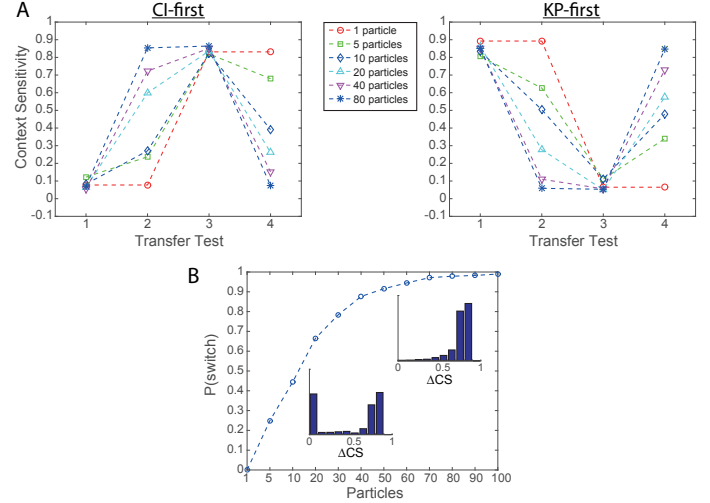 A
CI-first
KP-first
1 particle
5 particles
10 particles
20 particles
40 particles
80 particles
Context Sensitivity
1
0.9
0.8
0.7
0.6
0.5
0.4
0.3
0.2
0.1
0
-0.1
1 2 3 4
Transfer Test
1
0.9
0.8
0.7
0.6
0.5
0.4
0.3
0.2
0.1
0
-0.1
1 2 3 4
Transfer Test
B
P(switch)
1
0.9
0.8
0.7
0.6
0.5
0.4
0.3
0.2
0.1
0
1 5 10 20 30 40 50 60 70 80 90 100
Particles
0 0.5 1
ΔCS
0 0.5 1
ΔCS